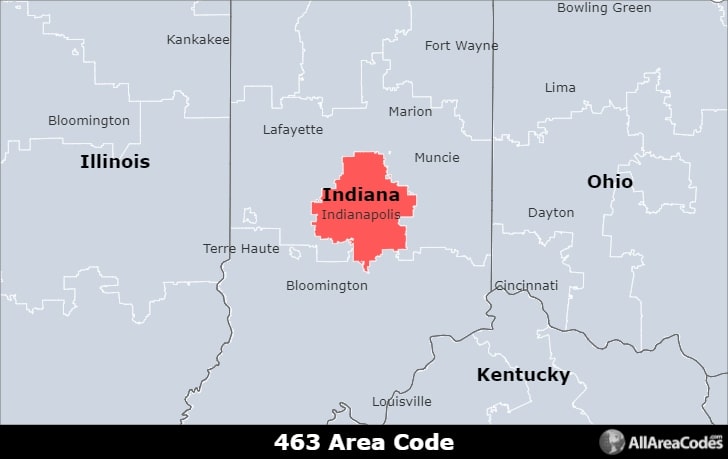 Bowling Green
Kankakee
Fort Wayne
Lima
Marion
Bloomington
Lafayette
Illinois
Muncie
Ohio
Indiana
Indianapolis
Dayton
Terre Haute
Bloomington
Cincinnati
Kentucky
Louisville
463 Area Code
AllAreaCodes.com